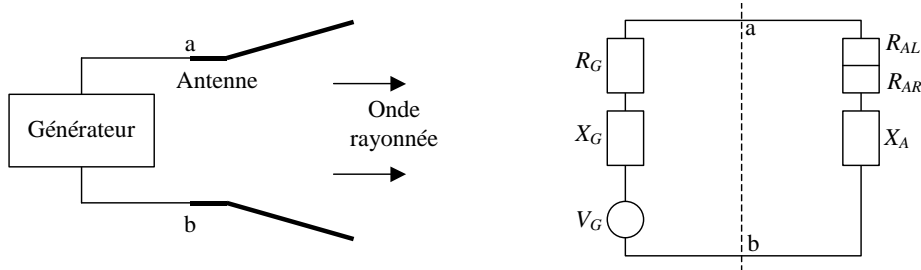 a
Antenne
Générateur
Onde
rayonnée
b
a
R_G
R_AL
R_AR
X_G
X_A
V_G
b